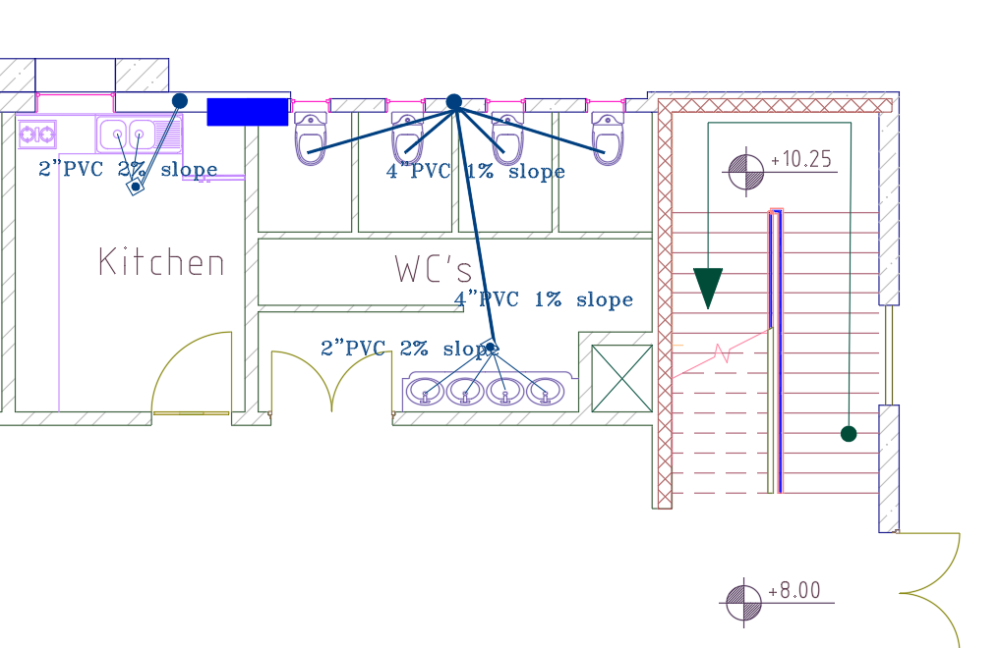 +10.25
2"PVC 2% slope
4"PVC 1% slope
Kitchen
WC's
4"PVC 1% slope
2"PVC 2% slope
+8.00